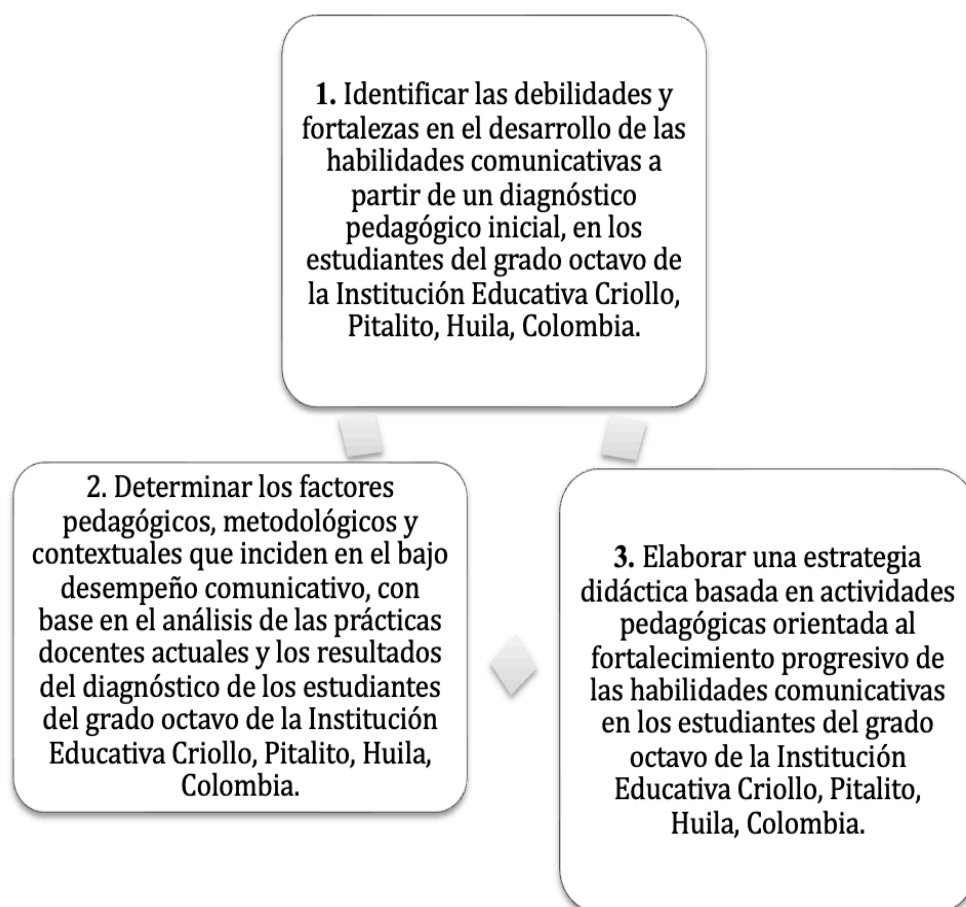 1. Identificar las debilidades y
fortalezas en el desarrollo de las
habilidades comunicativas a
partir de un diagnóstico
pedagógico inicial, en los
estudiantes del grado octavo de
la Institución Educativa Criollo,
Pitalito, Huila, Colombia.
2. Determinar los factores
pedagógicos, metodológicos y
contextuales que inciden en el bajo
desempeño comunicativo, con
base en el análisis de las prácticas
docentes actuales y los resultados
del diagnóstico de los estudiantes
del grado octavo de la Institución
Educativa Criollo, Pitalito, Huila,
Colombia.
3. Elaborar una estrategia
didáctica basada en actividades
pedagógicas orientada al
fortalecimiento progresivo de
las habilidades comunicativas
en los estudiantes del grado
octavo de la Institución
Educativa Criollo, Pitalito,
Huila, Colombia.